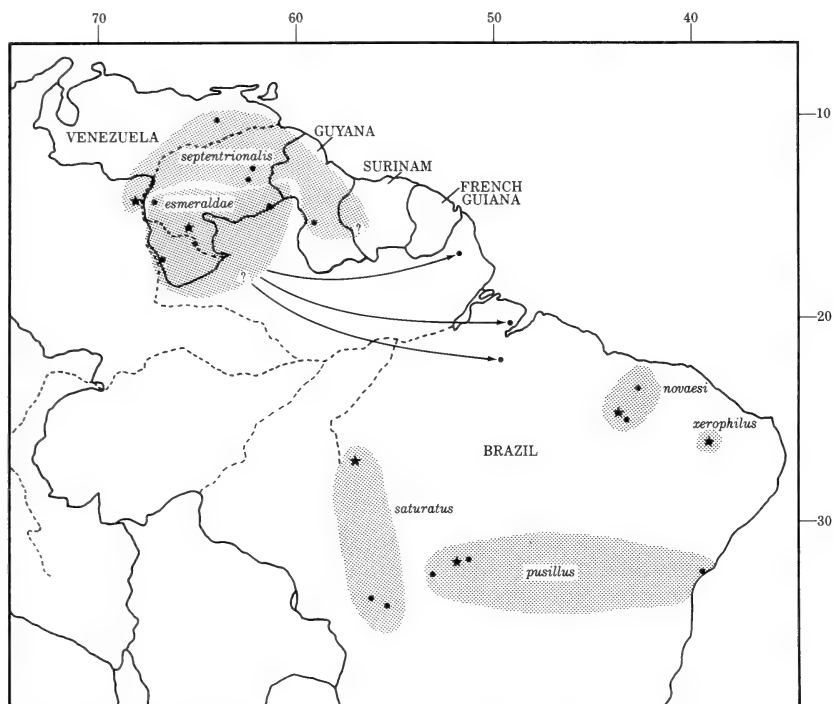 70 60 50 40
10
VENEZUELA
GUYANA
septentrionalis
SURINAM
FRENCH
GUIANA
esmeraldae
?
?
20
novaesi
xerophilus
BRAZIL
saturatus
30
pusillus